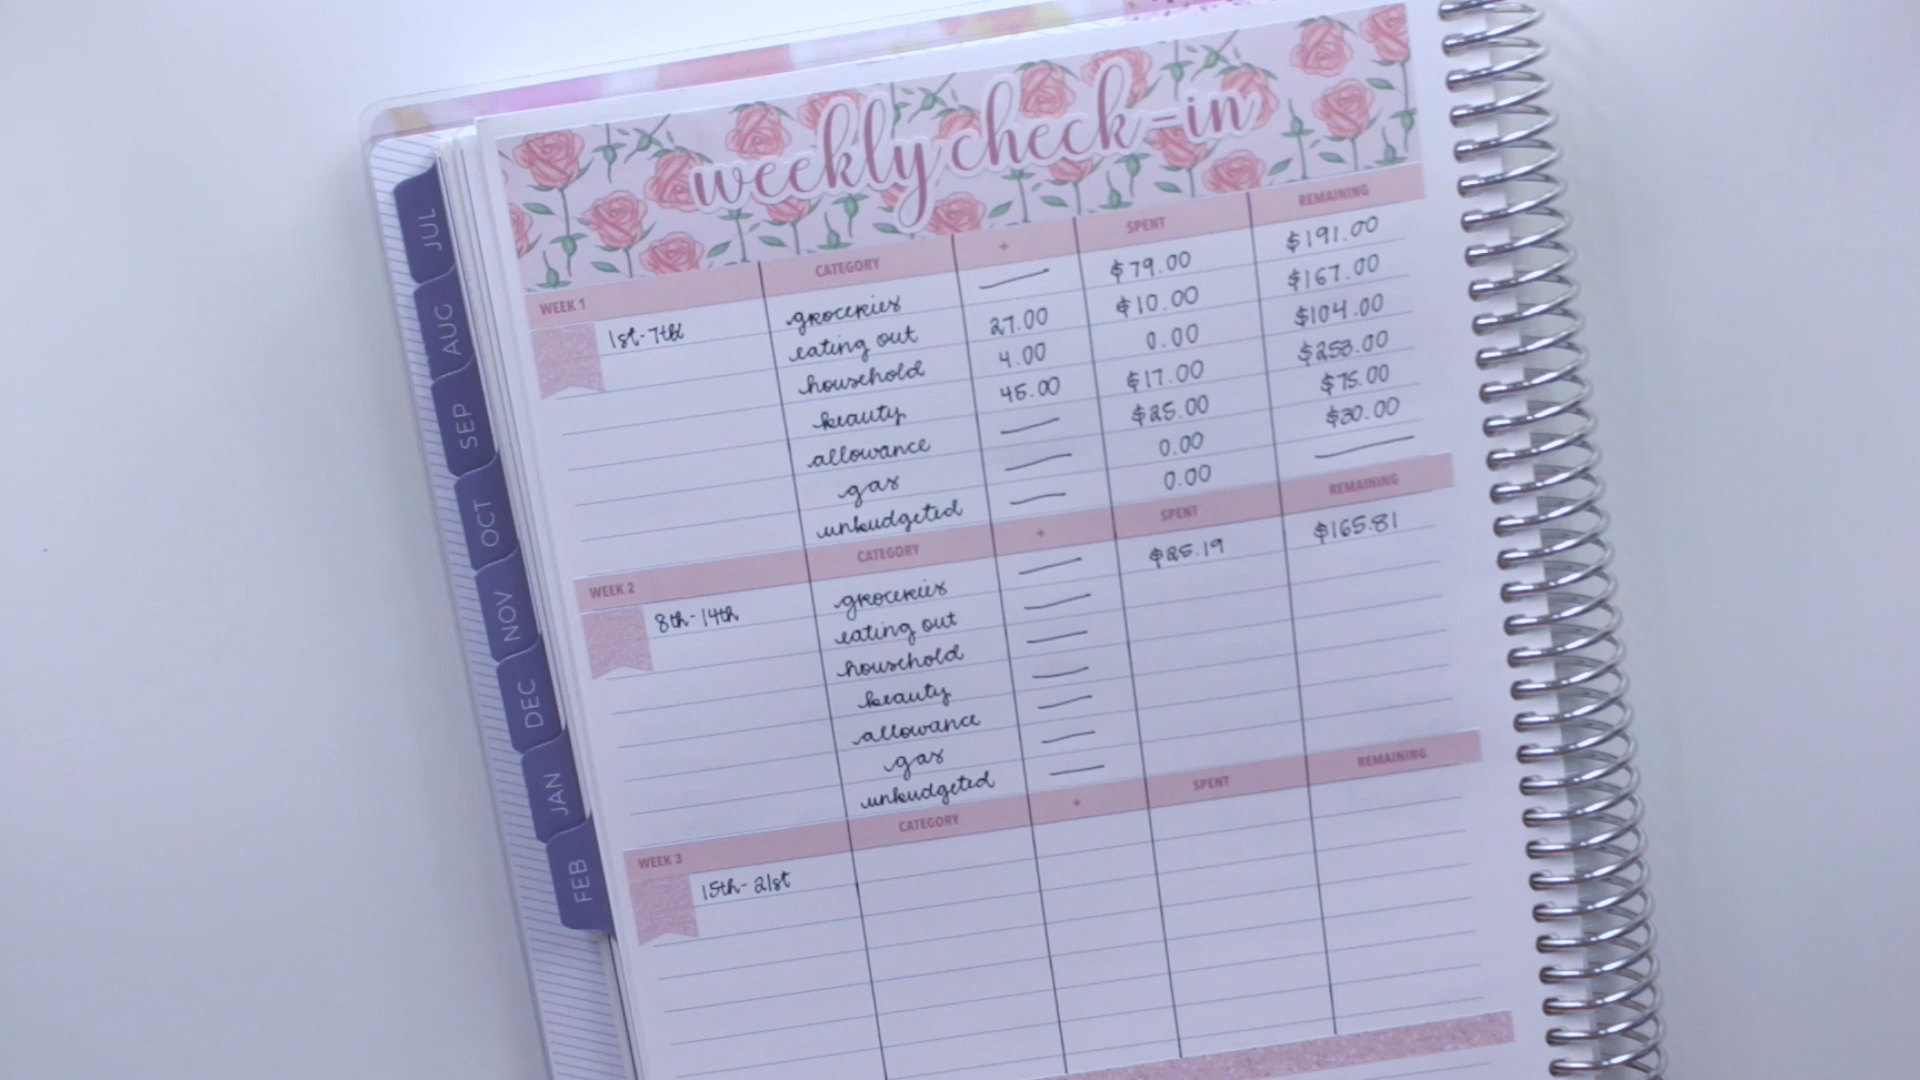 weekly check-in
WEEK 1 CATEGORY + SPENT REMAINING
1st-7th groceries — $79.00 $191.00
eating out 27.00 $10.00 $167.00
household 4.00 0.00 $104.00
beauty 45.00 $17.00 $253.00
allowance — $25.00 $75.00
gas — 0.00 $30.00
unbudgeted — 0.00 —
WEEK 2 CATEGORY + SPENT REMAINING
8th-14th groceries — $25.19 $165.81
eating out —
household —
beauty —
allowance —
gas —
unbudgeted —
WEEK 3 CATEGORY + SPENT REMAINING
15th-21st
JUL
AUG
SEP
OCT
NOV
DEC
JAN
FEB